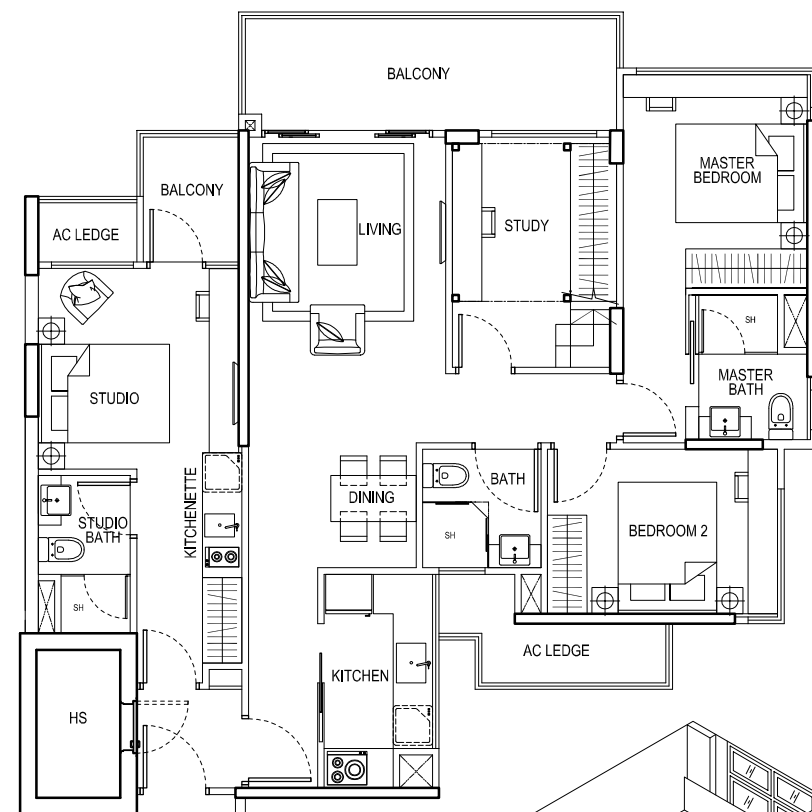 BALCONY
MASTER
BEDROOM
BALCONY
LIVING
STUDY
AC LEDGE
SH
MASTER
BATH
STUDIO
KITCHENETTE
DINING
BATH
STUDIO
BATH
SH
BEDROOM 2
SH
AC LEDGE
KITCHEN
HS